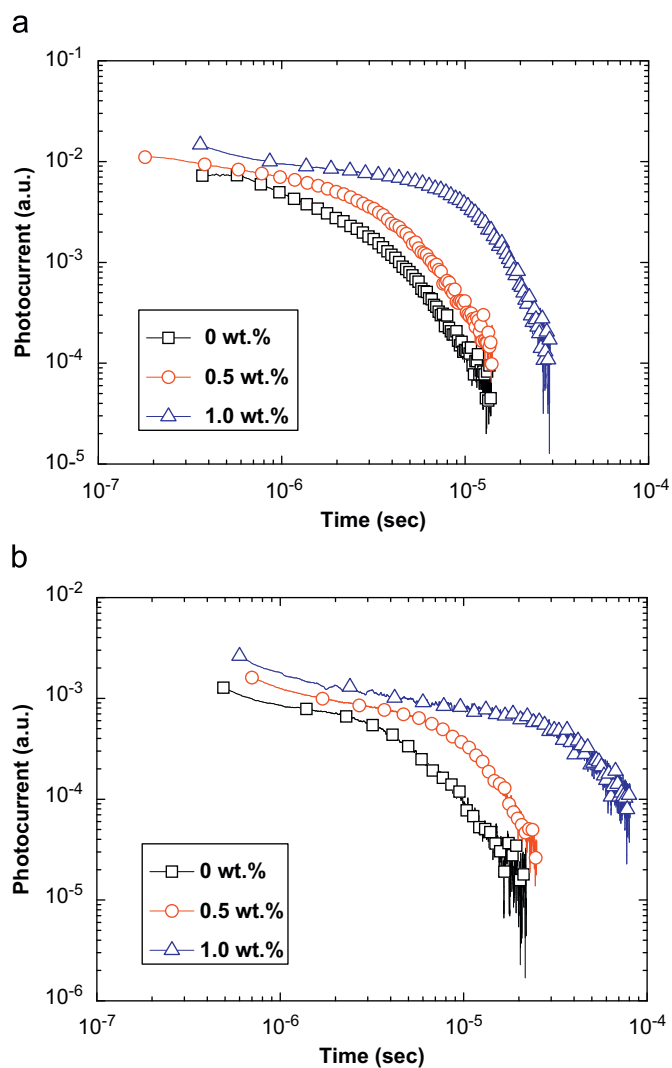 a
10⁻¹
10⁻²
10⁻³
10⁻⁴
10⁻⁵
Photocurrent (a.u.)
0 wt.%
0.5 wt.%
1.0 wt.%
10⁻⁷ 10⁻⁶ 10⁻⁵ 10⁻⁴
Time (sec)
b
10⁻²
10⁻³
10⁻⁴
10⁻⁵
10⁻⁶
Photocurrent (a.u.)
0 wt.%
0.5 wt.%
1.0 wt.%
10⁻⁷ 10⁻⁶ 10⁻⁵ 10⁻⁴
Time (sec)